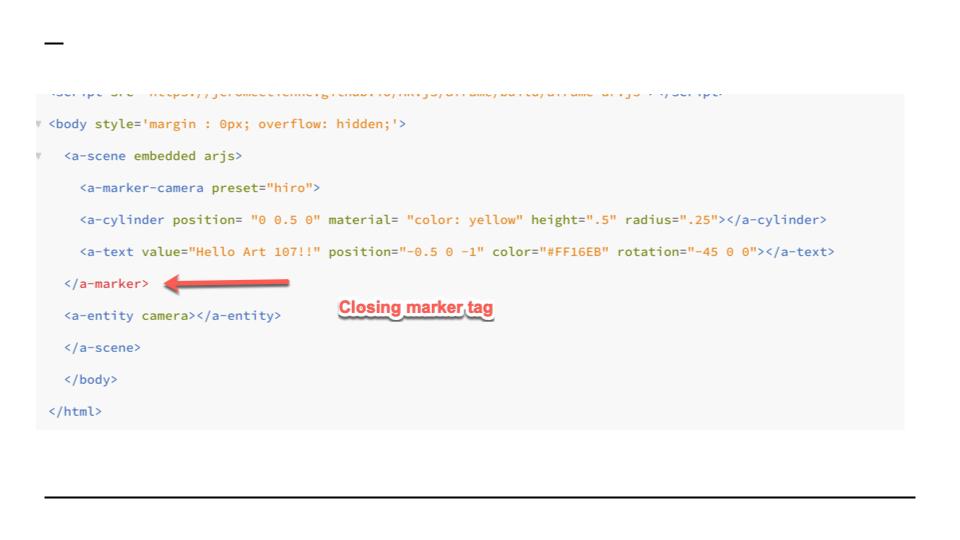 <body style='margin : 0px; overflow: hidden;'>
<a-scene embedded arjs>
<a-marker-camera preset="hiro">
<a-cylinder position= "0 0.5 0" material= "color: yellow" height=".5" radius=".25"></a-cylinder>
<a-text value="Hello Art 107!!" position="-0.5 0 -1" color="#FF16EB" rotation="-45 0 0"></a-text>
</a-marker>
Closing marker tag
<a-entity camera></a-entity>
</a-scene>
</body>
</html>